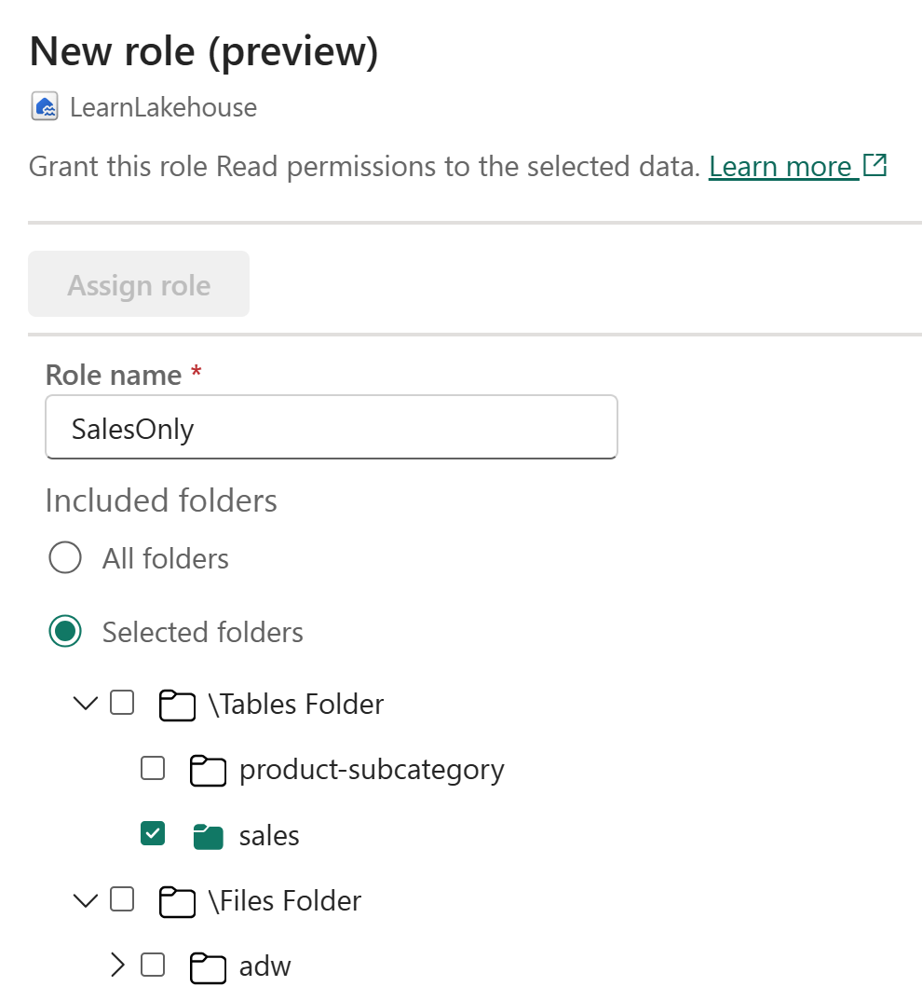 New role (preview)
LearnLakehouse
Grant this role Read permissions to the selected data. Learn more
Assign role
Role name *
SalesOnly
Included folders
All folders
Selected folders
\Tables Folder
product-subcategory
sales
\Files Folder
adw